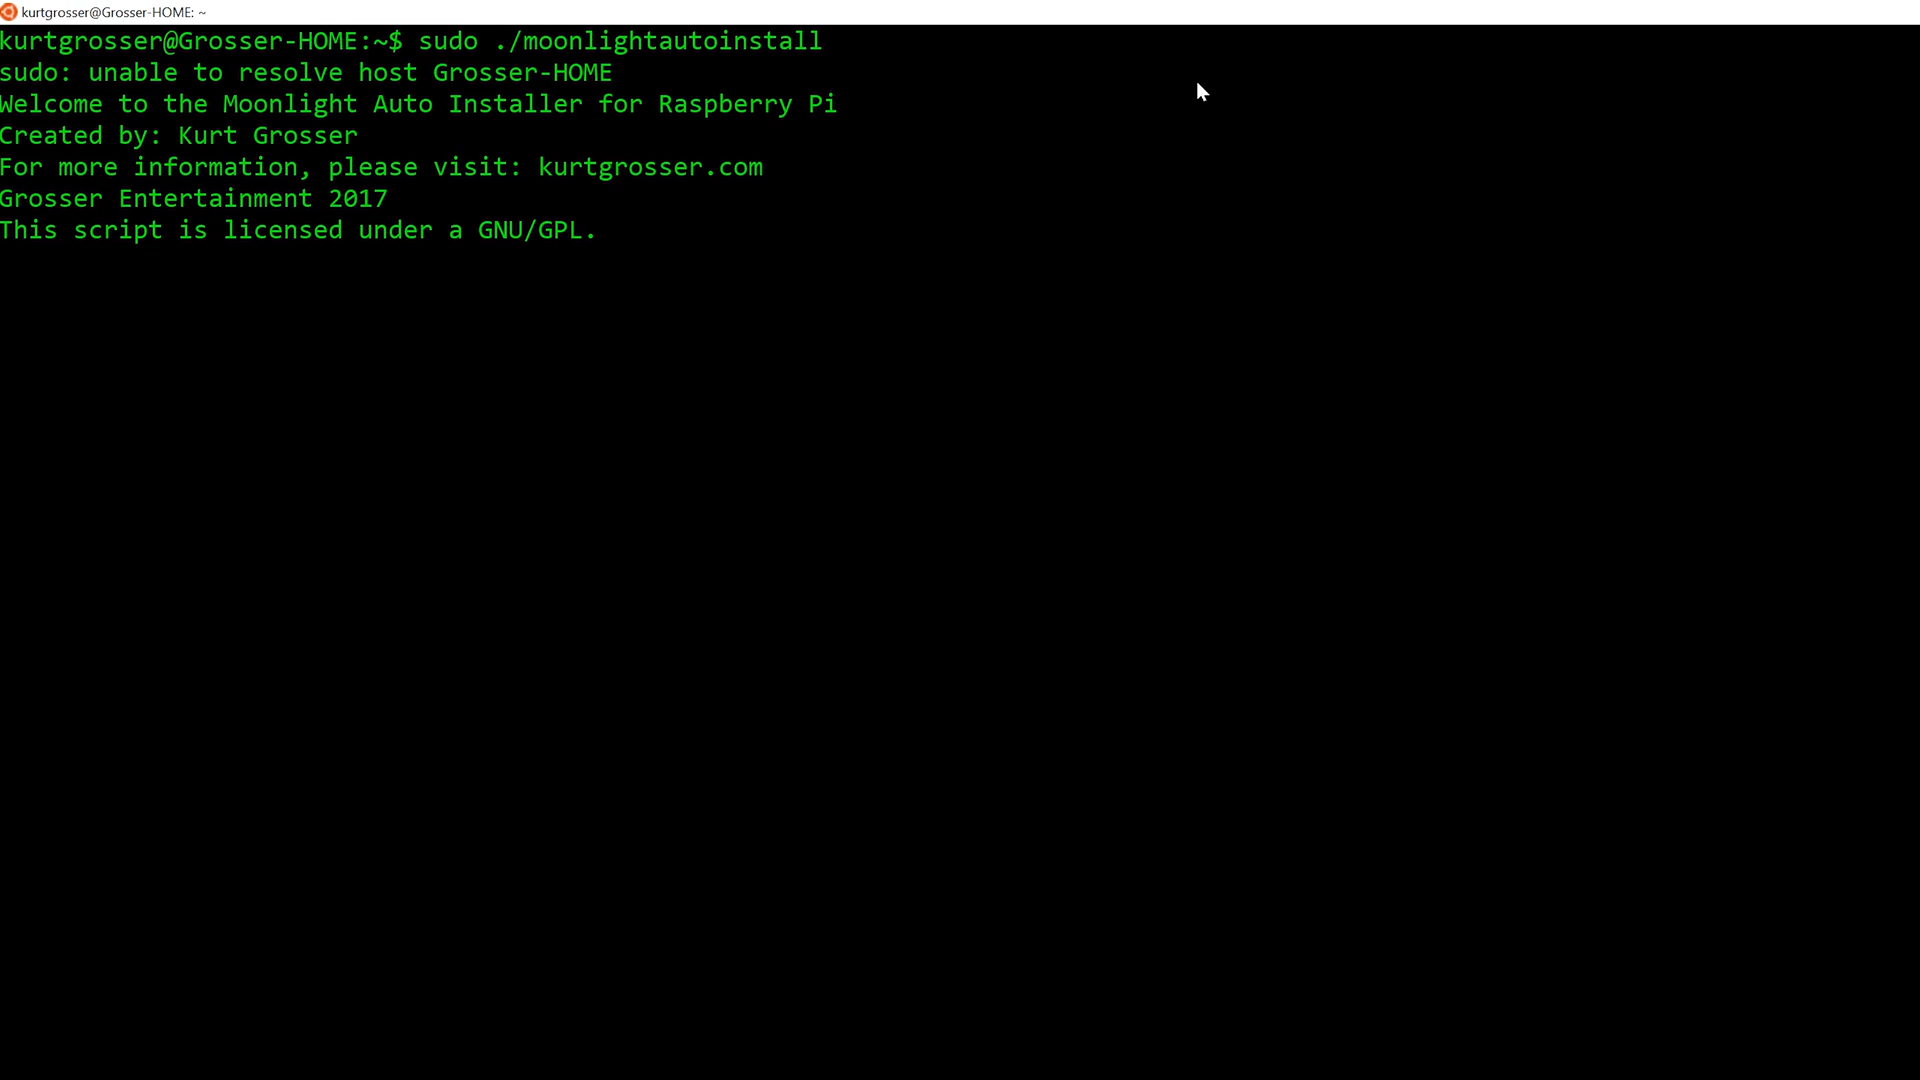 kurtgrosser@Grosser-HOME: ~
kurtgrosser@Grosser-HOME:~$ sudo ./moonlightautoinstall
sudo: unable to resolve host Grosser-HOME
Welcome to the Moonlight Auto Installer for Raspberry Pi
Created by: Kurt Grosser
For more information, please visit: kurtgrosser.com
Grosser Entertainment 2017
This script is licensed under a GNU/GPL.